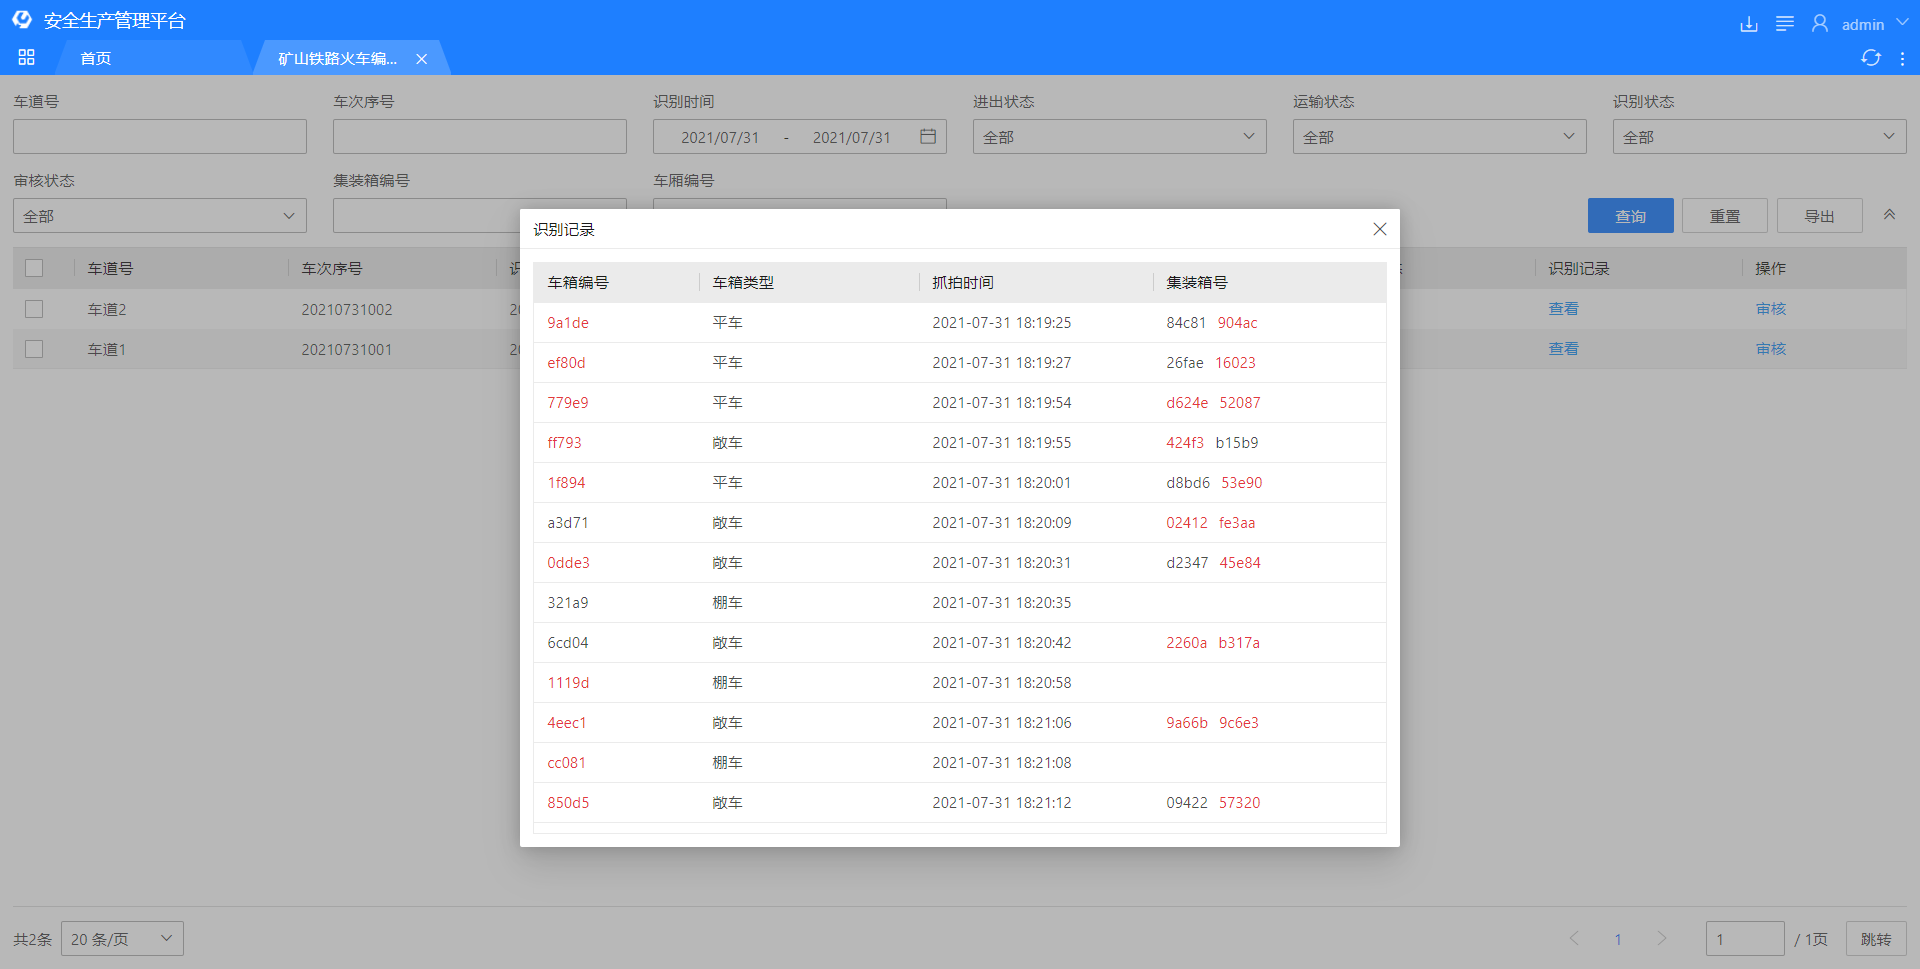 安全生产管理平台
admin
首页
矿山铁路火车编...
车道号 车次序号 识别时间 进出状态 运输状态 识别状态
2021/07/31 - 2021/07/31 全部 全部 全部
审核状态 集装箱编号 车厢编号
全部
查询 重置 导出
识别记录
车道号 车次序号 识 识别记录 操作
车道2 20210731002 20 查看 审核
车道1 20210731001 20 查看 审核
车箱编号 车箱类型 抓拍时间 集装箱号
9a1de 平车 2021-07-31 18:19:25 84c81 904ac
ef80d 平车 2021-07-31 18:19:27 26fae 16023
779e9 平车 2021-07-31 18:19:54 d624e 52087
ff793 敞车 2021-07-31 18:19:55 424f3 b15b9
1f894 平车 2021-07-31 18:20:01 d8bd6 53e90
a3d71 敞车 2021-07-31 18:20:09 02412 fe3aa
0dde3 敞车 2021-07-31 18:20:31 d2347 45e84
321a9 棚车 2021-07-31 18:20:35
6cd04 敞车 2021-07-31 18:20:42 2260a b317a
1119d 棚车 2021-07-31 18:20:58
4eec1 敞车 2021-07-31 18:21:06 9a66b 9c6e3
cc081 棚车 2021-07-31 18:21:08
850d5 敞车 2021-07-31 18:21:12 09422 57320
共2条 20 条/页 1 1 / 1页 跳转